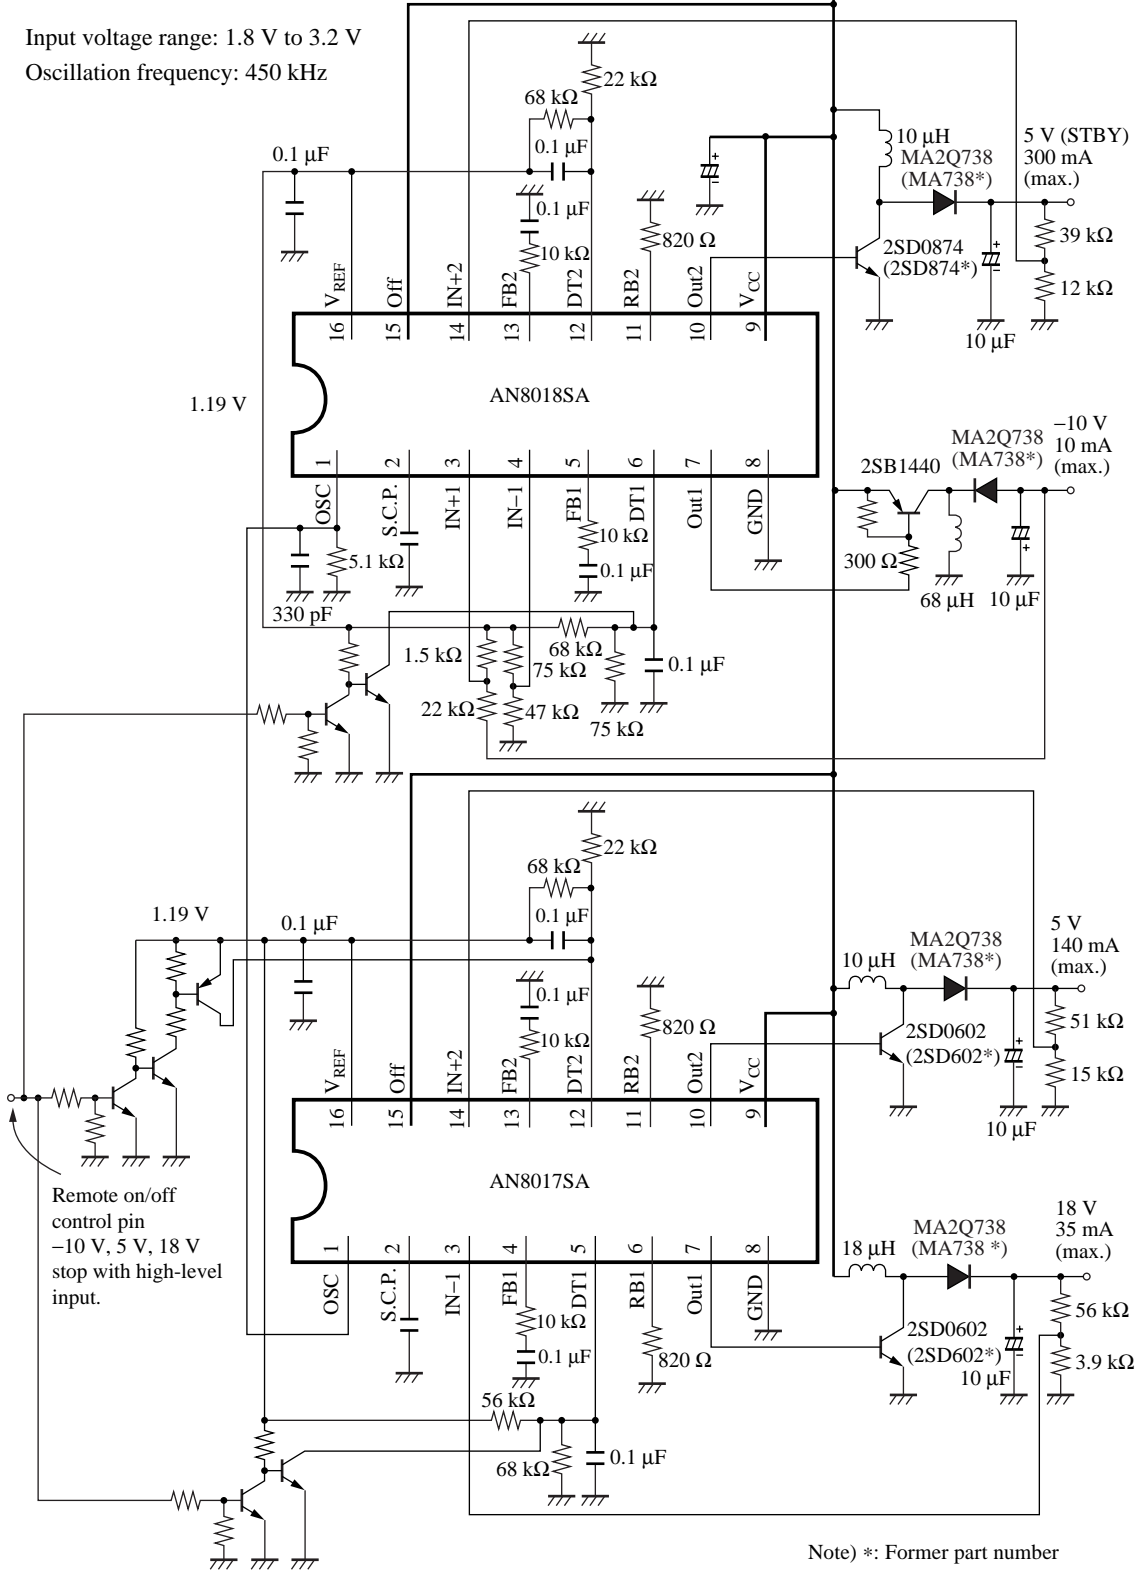 Input voltage range: 1.8 V to 3.2 V
Oscillation frequency: 450 kHz
22 kΩ
68 kΩ
0.1 µF
0.1 µF
0.1 µF
10 kΩ
820 Ω
10 µH
MA2Q738
(MA738*)
5 V (STBY)
300 mA
(max.)
39 kΩ
12 kΩ
2SD0874
(2SD874*)
10 µF
VREF
Off
IN+2
FB2
DT2
RB2
Out2
VCC
16
15
14
13
12
11
10
9
AN8018SA
1.19 V
1
2
3
4
5
6
7
8
OSC
S.C.P.
IN+1
IN−1
FB1
DT1
Out1
GND
−10 V
10 mA
(max.)
MA2Q738
(MA738*)
2SB1440
300 Ω
68 µH
10 µF
5.1 kΩ
330 pF
10 kΩ
0.1 µF
1.5 kΩ
75 kΩ
68 kΩ
0.1 µF
22 kΩ
47 kΩ
75 kΩ
22 kΩ
68 kΩ
1.19 V
0.1 µF
0.1 µF
0.1 µF
10 kΩ
820 Ω
10 µH
MA2Q738
(MA738*)
5 V
140 mA
(max.)
51 kΩ
15 kΩ
2SD0602
(2SD602*)
10 µF
VREF
Off
IN+2
FB2
DT2
RB2
Out2
VCC
16
15
14
13
12
11
10
9
AN8017SA
Remote on/off
control pin
−10 V, 5 V, 18 V
stop with high-level
input.
1
2
3
4
5
6
7
8
OSC
S.C.P.
IN−1
FB1
DT1
RB1
Out1
GND
18 V
35 mA
(max.)
MA2Q738
(MA738 *)
18 µH
56 kΩ
3.9 kΩ
2SD0602
(2SD602*)
10 µF
10 kΩ
0.1 µF
820 Ω
56 kΩ
68 kΩ
0.1 µF
Note) *: Former part number